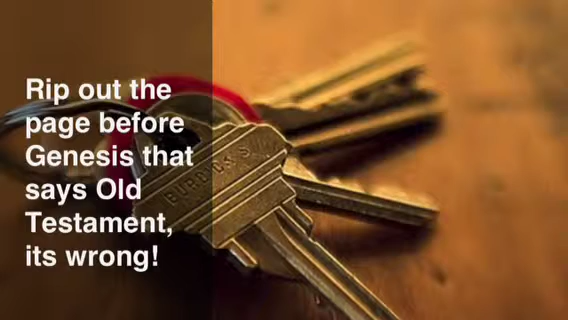 Rip out the
page before
Genesis that
says Old
Testament,
its wrong!